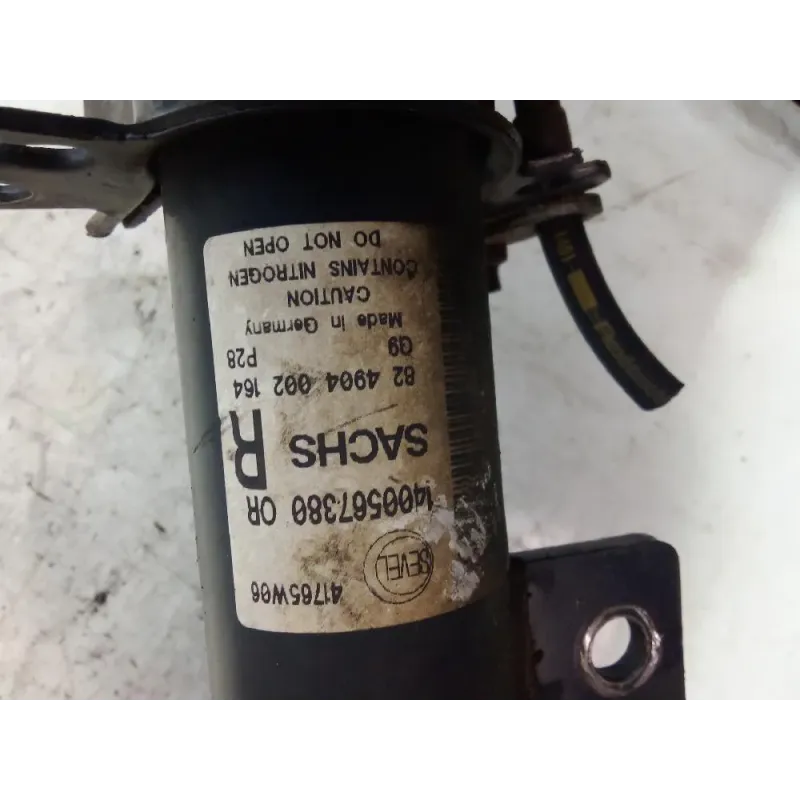 41765W06
SEVEL
1400567380 OR
SACHS
R
82 4904 002 164
Q9 P28
Made in Germany
CAUTION
CONTAINS NITROGEN
DO NOT OPEN